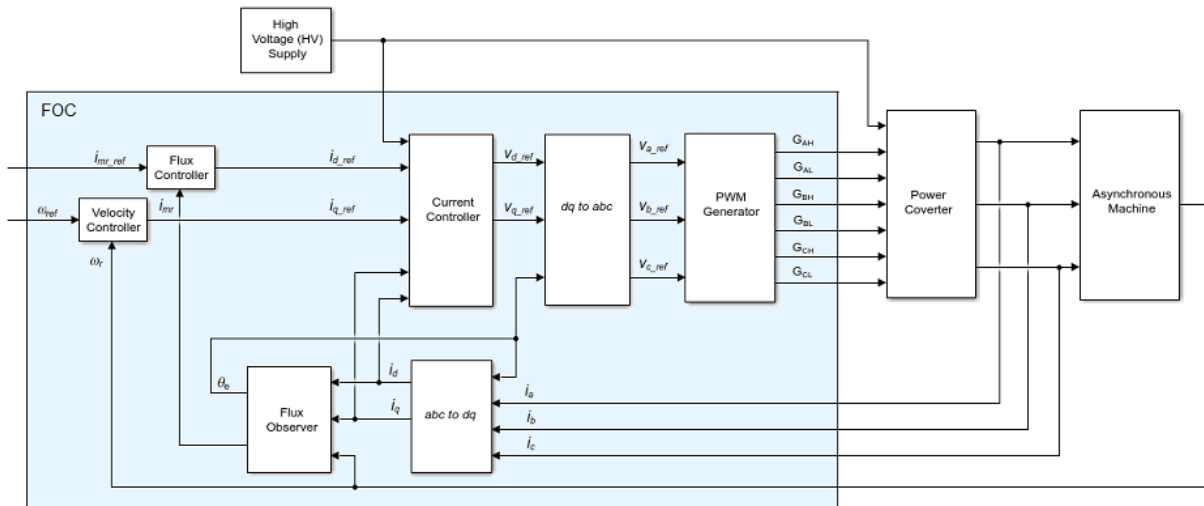 High
Voltage (HV)
Supply
FOC
i_mr_ref
Flux
Controller
i_d_ref
ω_ref
Velocity
Controller
i_mr
i_q_ref
ω_r
Current
Controller
v_d_ref
v_q_ref
dq to abc
v_a_ref
v_b_ref
v_c_ref
PWM
Generator
G_AH
G_AL
G_BH
G_BL
G_CH
G_CL
Power
Coverter
Asynchronous
Machine
θ_e
Flux
Observer
i_d
i_q
abc to dq
i_a
i_b
i_c